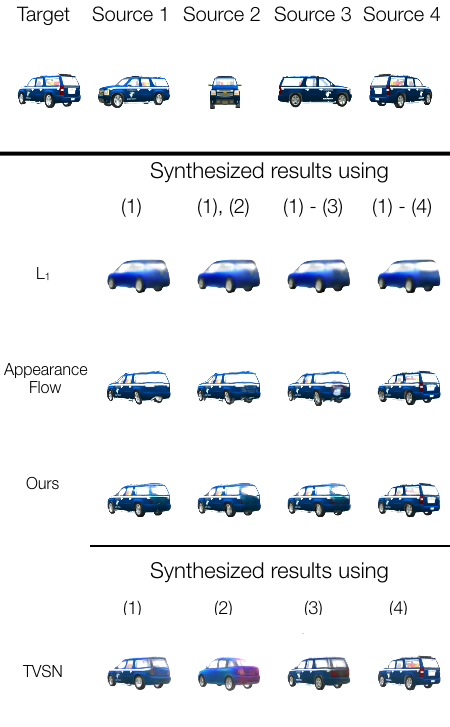 Target Source 1 Source 2 Source 3 Source 4
Synthesized results using
(1) (1), (2) (1) - (3) (1) - (4)
L₁
Appearance
Flow
Ours
Synthesized results using
(1) (2) (3) (4)
TVSN